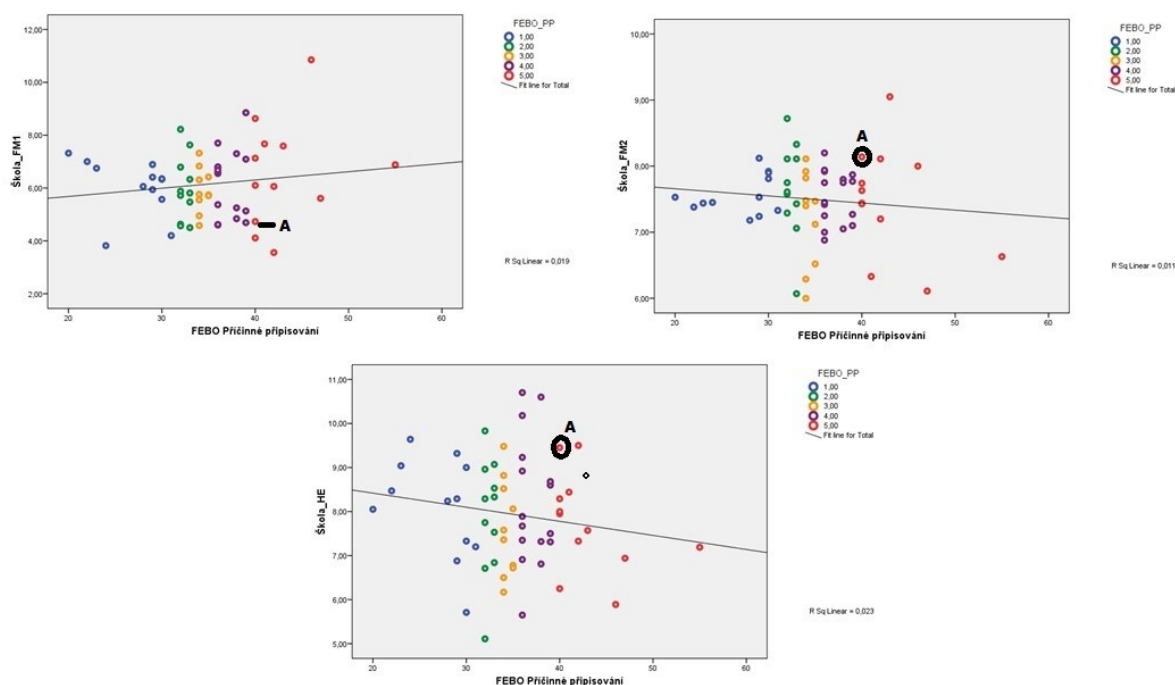 FEBO_PP
12,00
10,00
8,00
6,00
4,00
2,00
Škola_FM1
20
30
40
50
60
FEBO Příčinné připisování
A
1,00
2,00
3,00
4,00
5,00
Fit line for Total
R Sq Linear = 0,019
FEBO_PP
10,00
9,00
8,00
7,00
6,00
Škola_FM2
20
30
40
50
60
FEBO Příčinné připisování
A
1,00
2,00
3,00
4,00
5,00
Fit line for Total
R Sq Linear = 0,011
FEBO_PP
11,00
10,00
9,00
8,00
7,00
6,00
5,00
Škola_HE
20
30
40
50
60
FEBO Příčinné připisování
A
1,00
2,00
3,00
4,00
5,00
Fit line for Total
R Sq Linear = 0,023